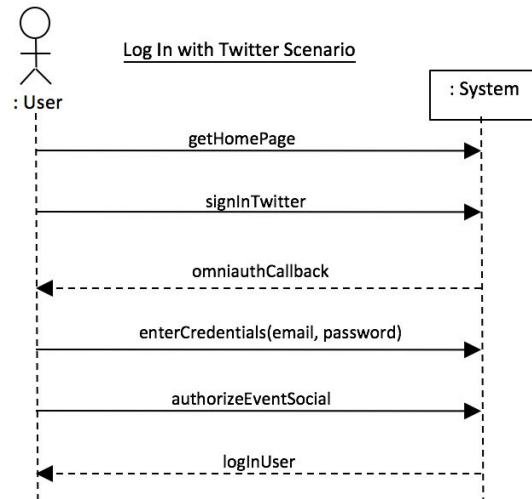 Log In with Twitter Scenario
: User
: System
getHomePage
signInTwitter
omniauthCallback
enterCredentials(email, password)
authorizeEventSocial
logInUser